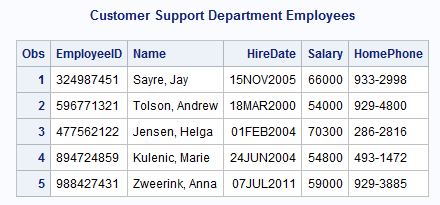 Customer Support Department Employees
Obs EmployeeID Name HireDate Salary HomePhone
1 324987451 Sayre, Jay 15NOV2005 66000 933-2998
2 596771321 Tolson, Andrew 18MAR2000 54000 929-4800
3 477562122 Jensen, Helga 01FEB2004 70300 286-2816
4 894724859 Kulenic, Marie 24JUN2004 54800 493-1472
5 988427431 Zweerink, Anna 07JUL2011 59000 929-3885